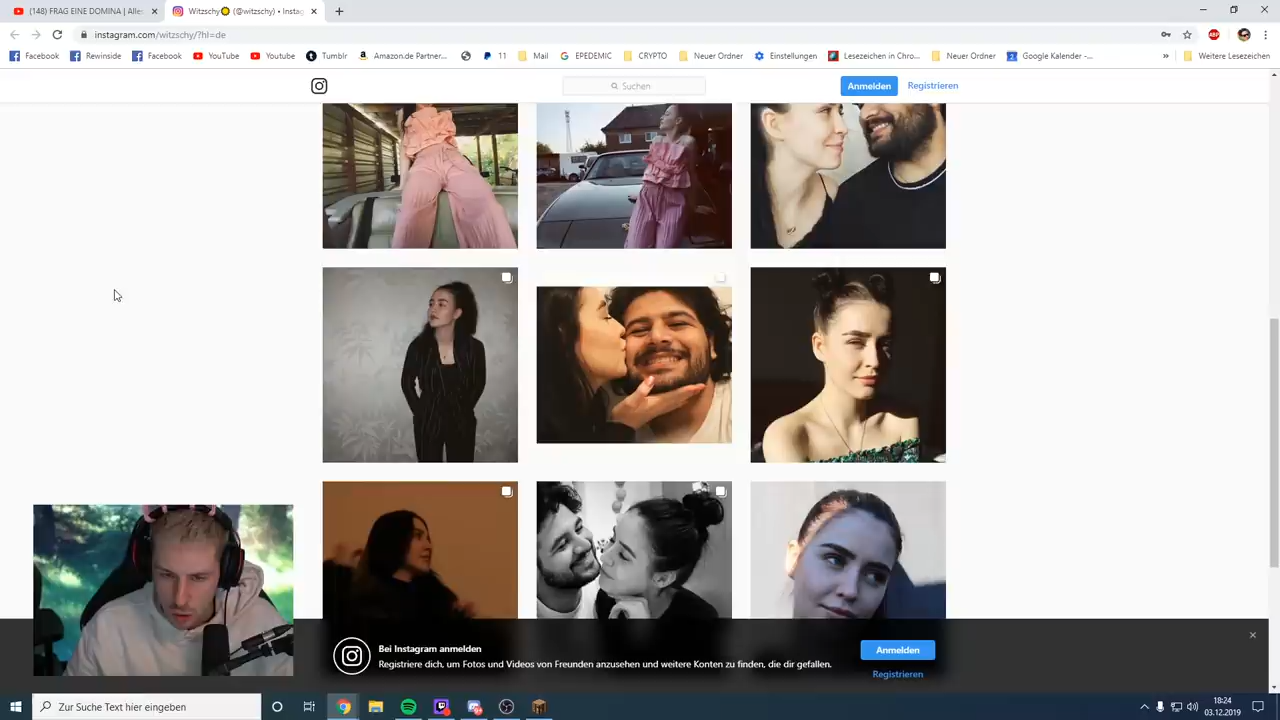 (148) FRAG EINE DOMINA | Alles
Witzschy (@witzschy) • Instag
instagram.com/witzschy/?hl=de
ABP
Facebook
Rewinside
Facebook
YouTube
Youtube
Tumblr
Amazon.de Partner...
11
Mail
EPEDEMIC
CRYPTO
Neuer Ordner
Einstellungen
Lesezeichen in Chro...
Neuer Ordner
Google Kalender -...
»
Weitere Lesezeichen
Suchen
Anmelden
Registrieren
Bei Instagram anmelden
Registriere dich, um Fotos und Videos von Freunden anzusehen und weitere Konten zu finden, die dir gefallen.
Anmelden
Registrieren
Zur Suche Text hier eingeben
18:24
03.12.2019